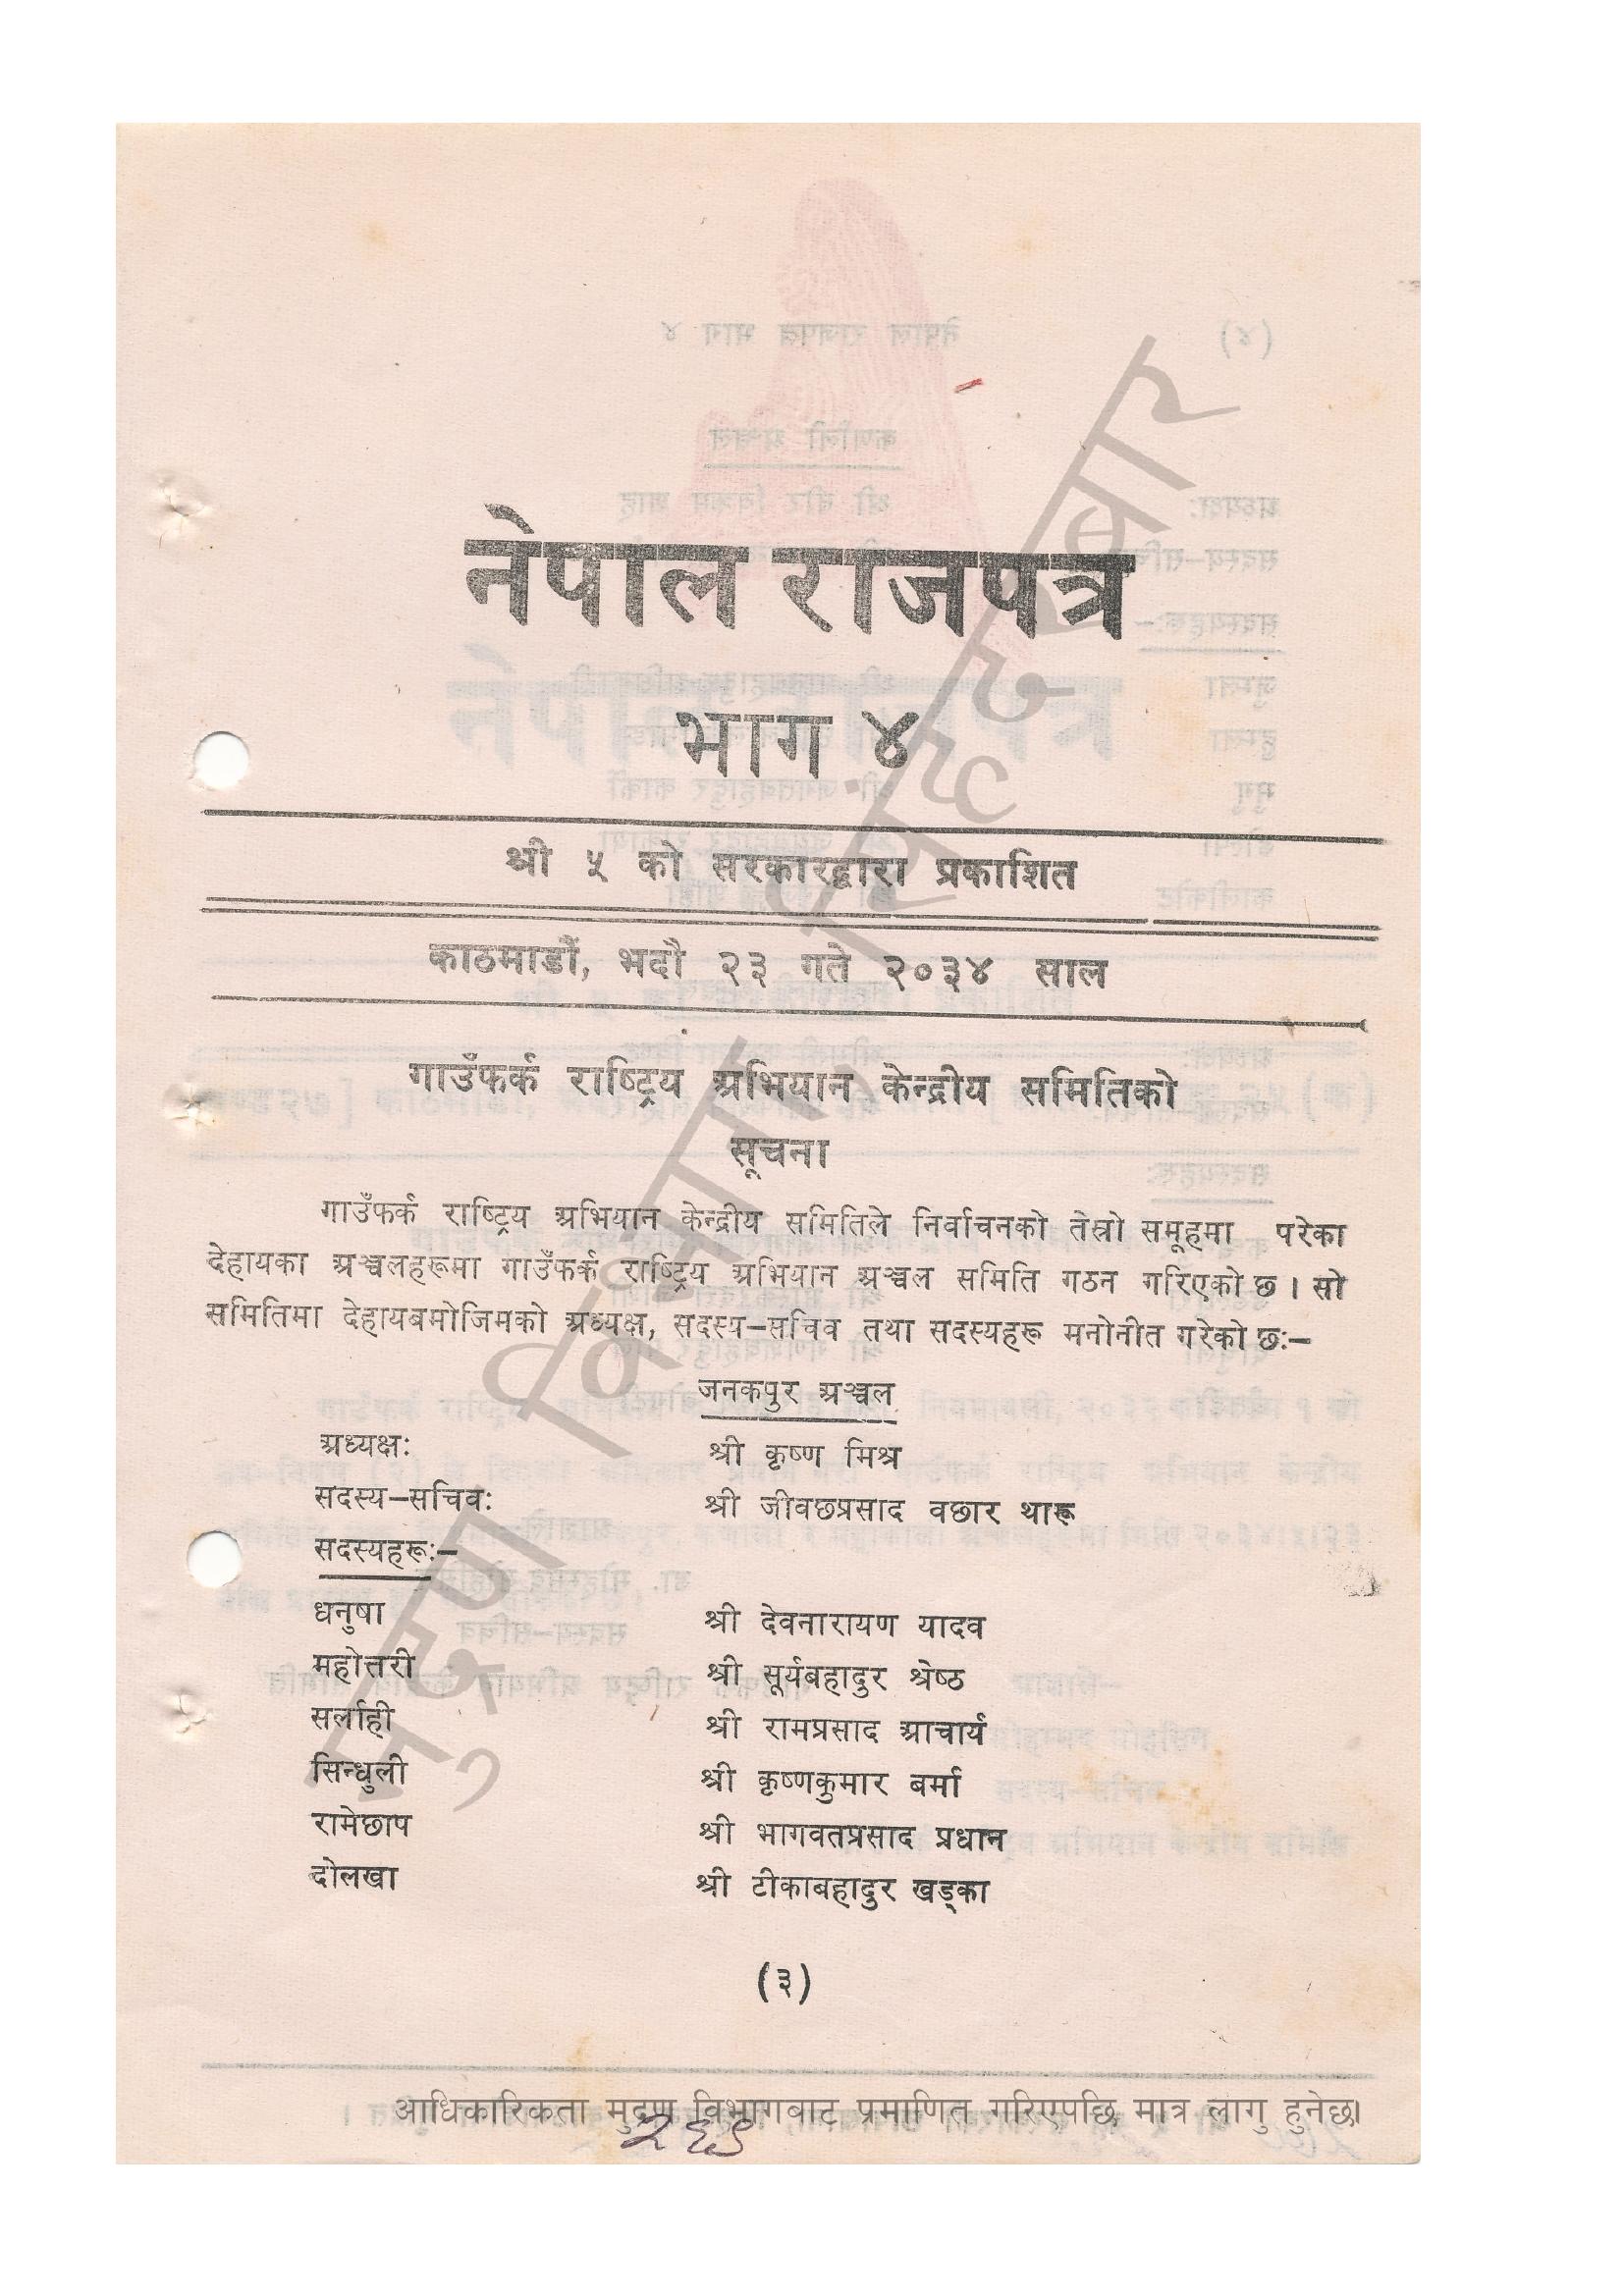 नेपाल राजपत्र
भाग ४
श्री ५ को सरकारद्वारा प्रकाशित
काठमाडौं, भदौ २३ गते २०३४ साल
गाउँफर्क राष्ट्रिय अभियान केन्द्रीय समितिको
सूचना
गाउँफर्क राष्ट्रिय अभियान केन्द्रीय समितिले निर्वाचनको तेस्रो समूहमा परेका
देहायका अञ्चलहरूमा गाउँफर्क राष्ट्रिय अभियान अञ्चल समिति गठन गरिएको छ । सो
समितिमा देहायबमोजिमको अध्यक्ष, सदस्य–सचिव तथा सदस्यहरू मनोनीत गरेको छः–
जनकपुर अञ्चल
अध्यक्षः श्री कृष्ण मिश्र
सदस्य–सचिवः श्री जीवछप्रसाद वछार थारू
सदस्यहरूः–
धनुषा श्री देवनारायण यादव
महोत्तरी श्री सूर्यबहादुर श्रेष्ठ
सर्लाही श्री रामप्रसाद आचार्य
सिन्धुली श्री कृष्णकुमार बर्मा
रामेछाप श्री भागवतप्रसाद प्रधान
दोलखा श्री टीकाबहादुर खड्का
(३)
आधिकारिकता मुद्रण विभागबाट प्रमाणित गरिएपछि मात्र लागु हुनेछ।
मुद्रण विभाग, सिंहदरबार